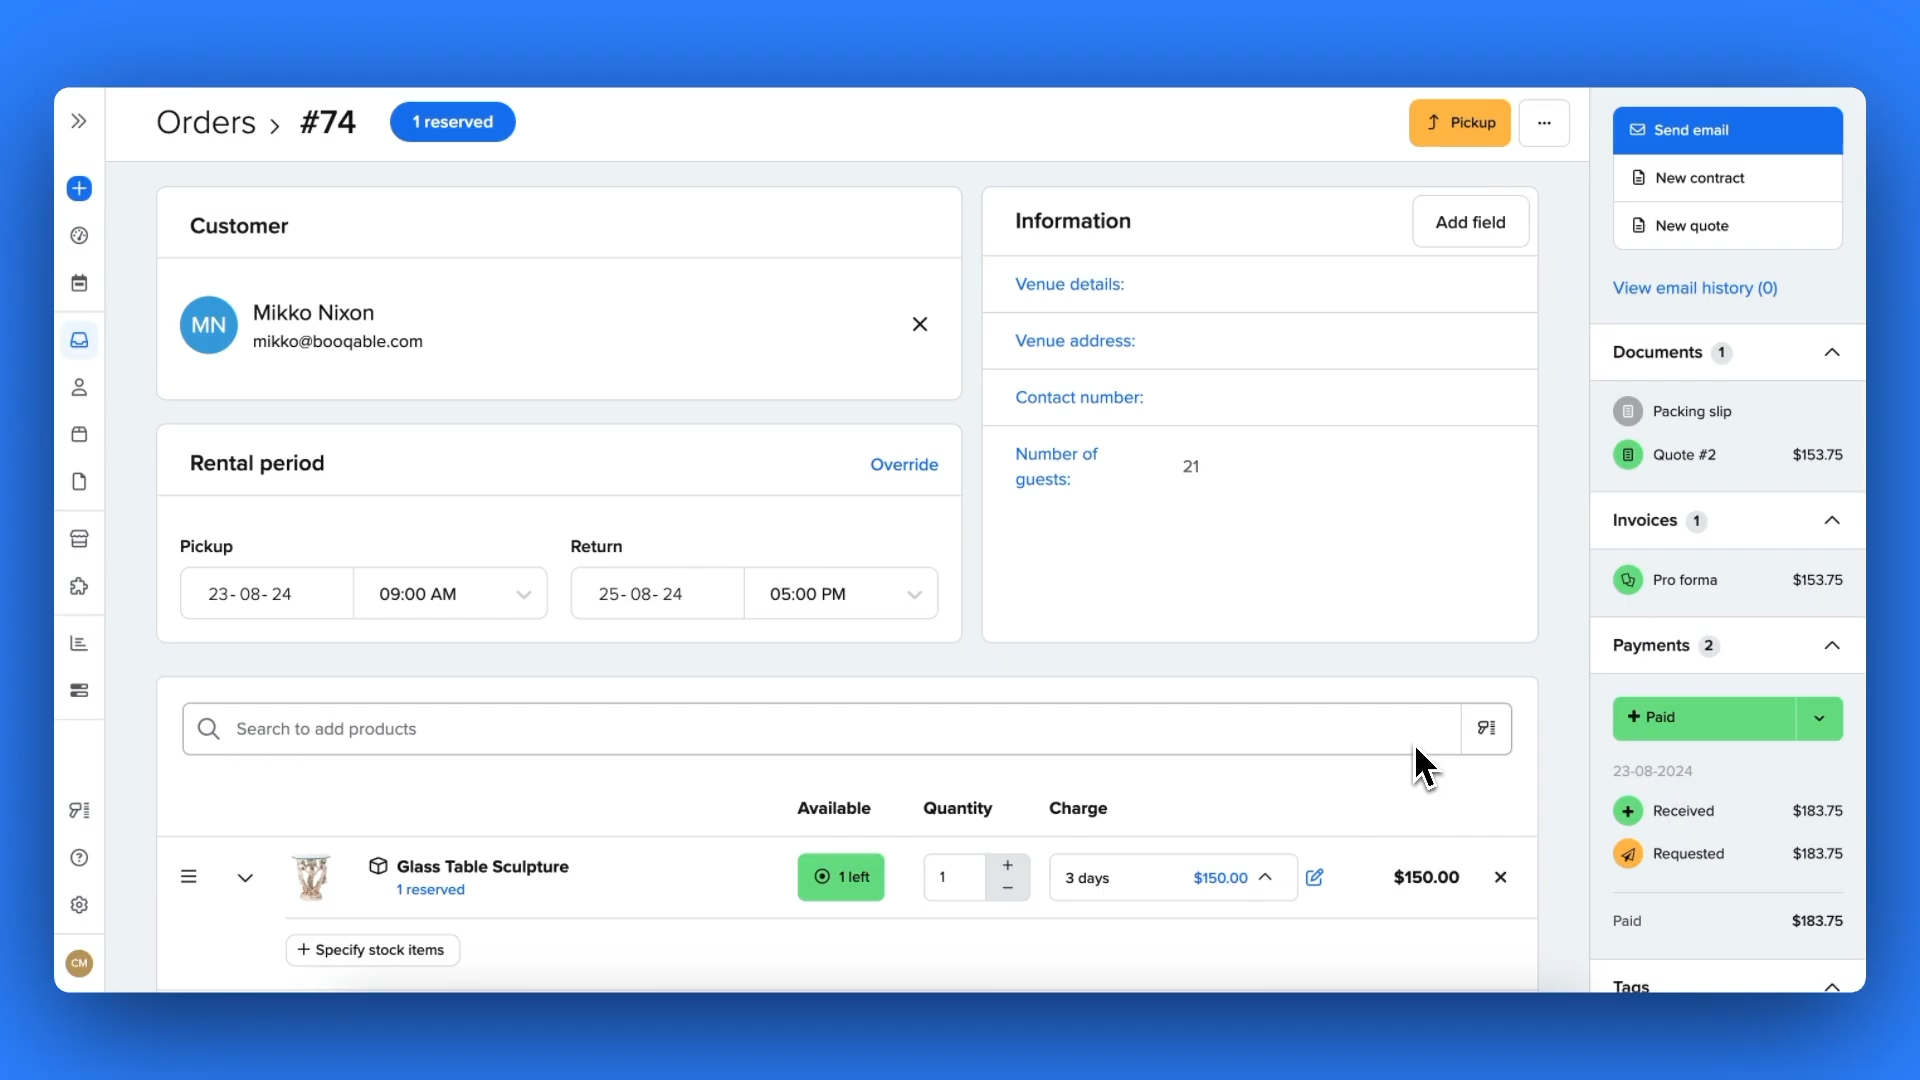 Orders > #74
1 reserved
Pickup
...
Customer
MN
Mikko Nixon
mikko@booqable.com
Rental period
Override
Pickup
Return
23-08-24
09:00 AM
25-08-24
05:00 PM
Information
Add field
Venue details:
Venue address:
Contact number:
Number of
guests:
21
Search to add products
Available
Quantity
Charge
Glass Table Sculpture
1 reserved
1 left
1
+
−
3 days
$150.00
$150.00
+ Specify stock items
CM
Send email
New contract
New quote
View email history (0)
Documents 1
Packing slip
Quote #2 $153.75
Invoices 1
Pro forma $153.75
Payments 2
+ Paid
23-08-2024
Received $183.75
Requested $183.75
Paid $183.75
Tags